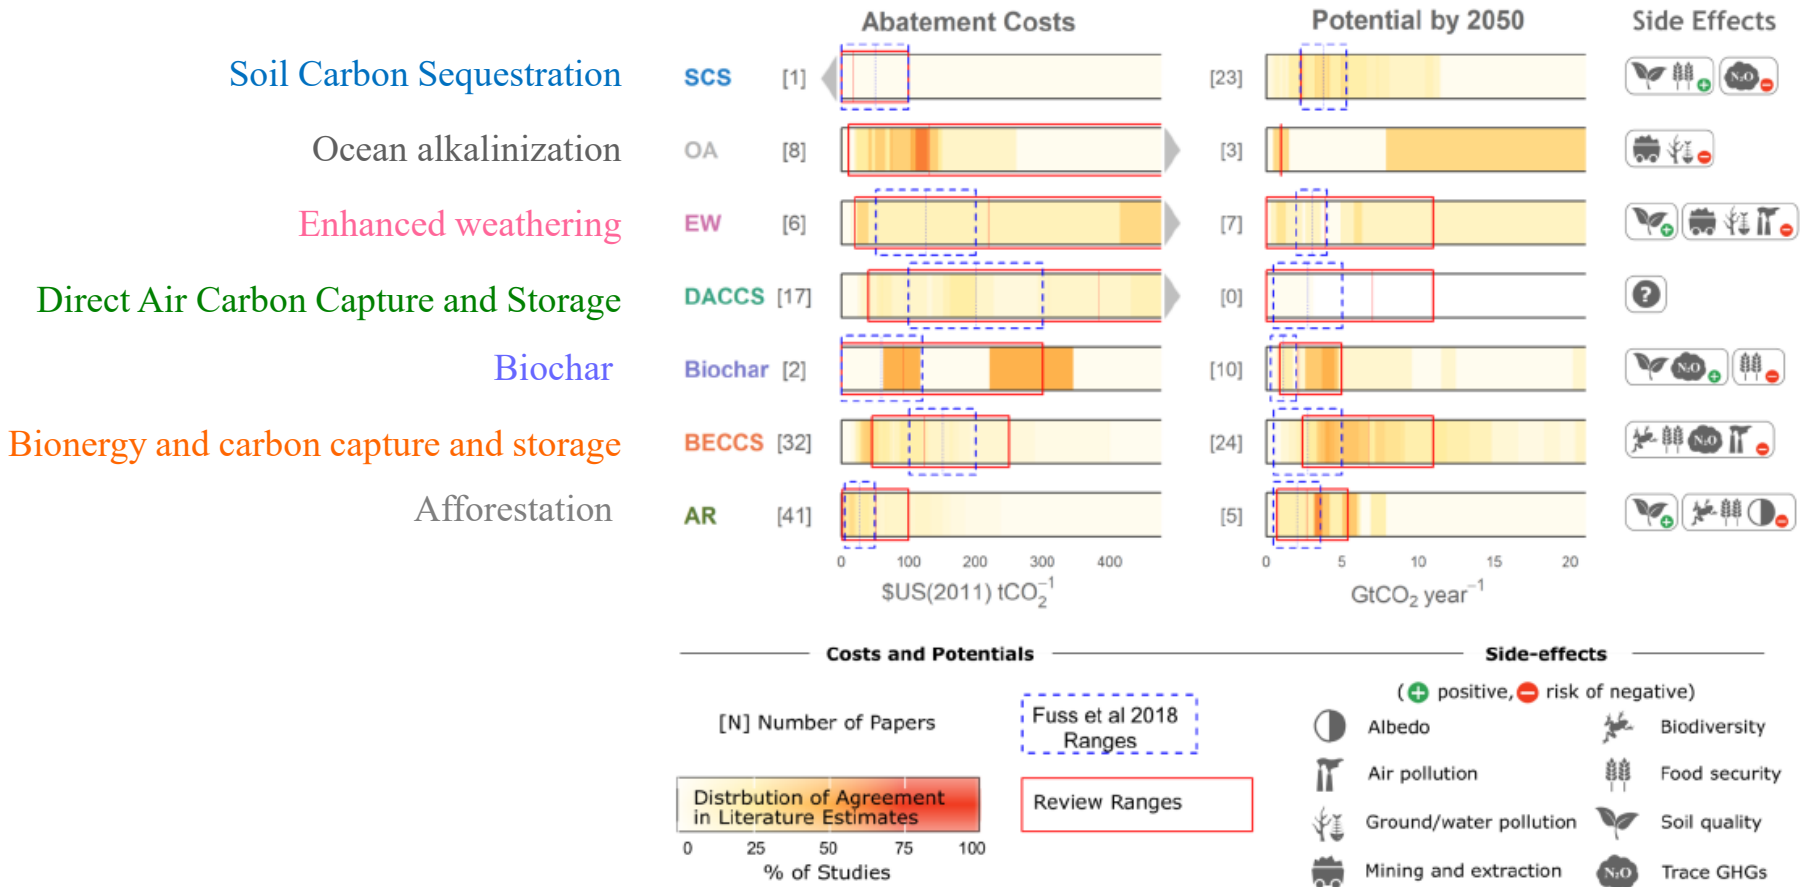 Abatement Costs Potential by 2050 Side Effects
Soil Carbon Sequestration SCS [1] [23] N₂O
Ocean alkalinization OA [8] [3]
Enhanced weathering EW [6] [7]
Direct Air Carbon Capture and Storage DACCS [17] [0] ?
Biochar Biochar [2] [10] N₂O
Bionergy and carbon capture and storage BECCS [32] [24] N₂O
Afforestation AR [41] [5]
0 100 200 300 400 0 5 10 15 20
$US(2011) tCO₂⁻¹ GtCO₂ year⁻¹
Costs and Potentials Side-effects
(+ positive, − risk of negative)
[N] Number of Papers
Fuss et al 2018
Ranges
Albedo Biodiversity
Air pollution Food security
Distrbution of Agreement
in Literature Estimates
Review Ranges
Ground/water pollution Soil quality
0 25 50 75 100
% of Studies
Mining and extraction N₂O Trace GHGs